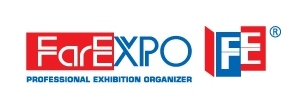 FarEXPO FE ®
PROFESSIONAL EXHIBITION ORGANIZER